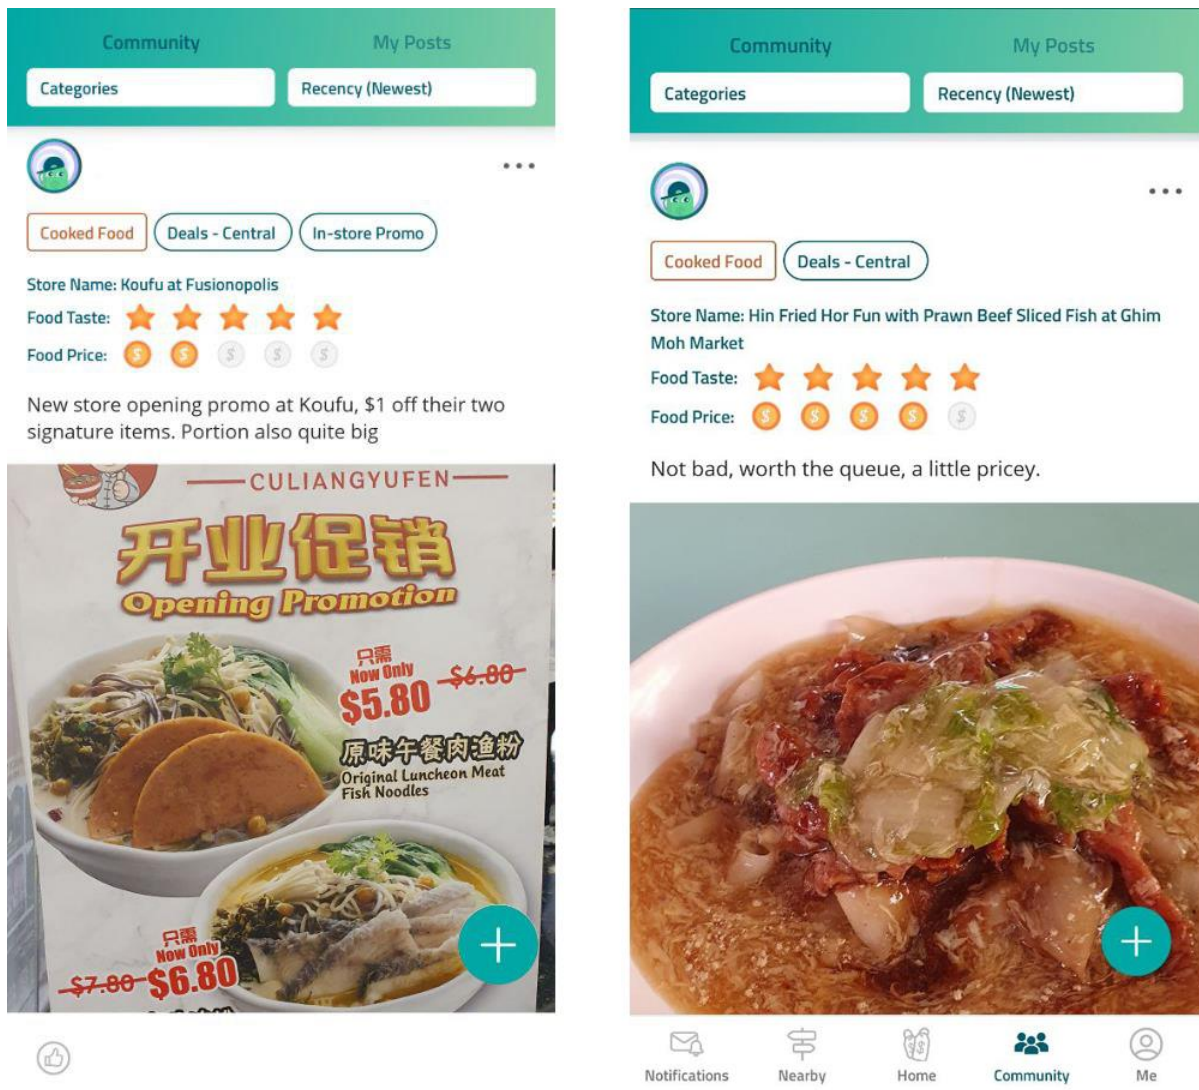 Community
My Posts
Categories
Recency (Newest)
Cooked Food
Deals - Central
In-store Promo
Store Name: Koufu at Fusionopolis
Food Taste:
Food Price:
New store opening promo at Koufu, $1 off their two
signature items. Portion also quite big
CULIANGYUFEN
开业促销
Opening Promotion
只需
Now Only
$5.80
$6.80
原味午餐肉渔粉
Original Luncheon Meat
Fish Noodles
只需
Now Only
$7.80
$6.80
Community
My Posts
Categories
Recency (Newest)
Cooked Food
Deals - Central
Store Name: Hin Fried Hor Fun with Prawn Beef Sliced Fish at Ghim
Moh Market
Food Taste:
Food Price:
Not bad, worth the queue, a little pricey.
Notifications
Nearby
Home
Community
Me